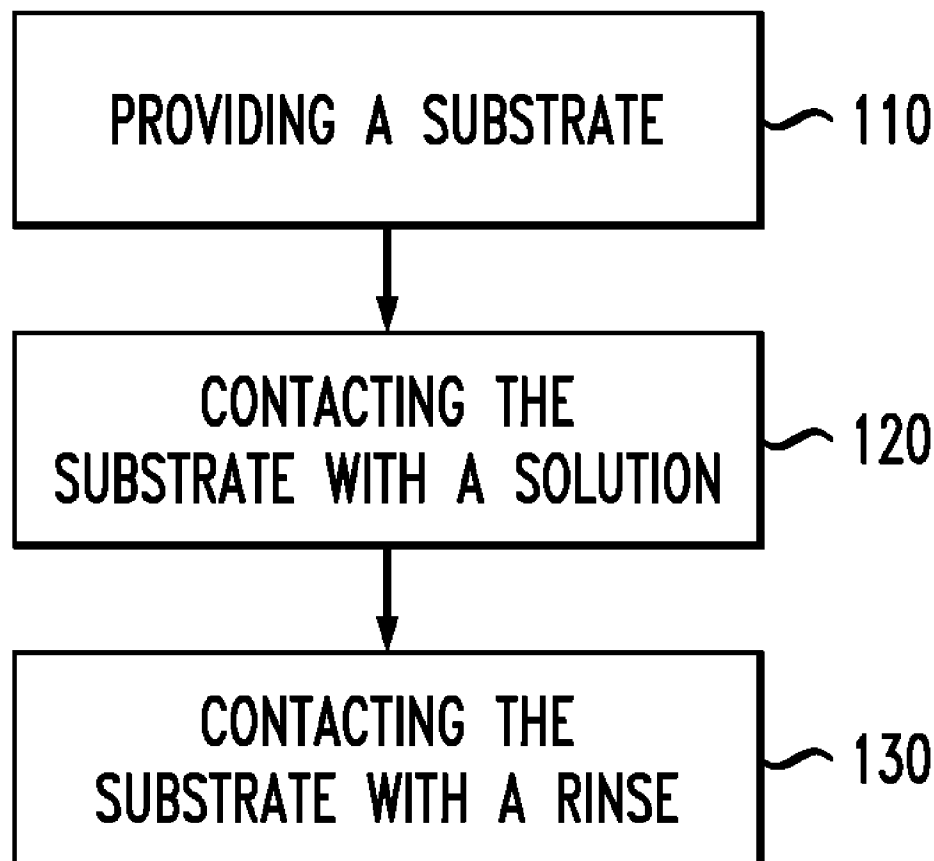 PROVIDING A SUBSTRATE
110
CONTACTING THE
SUBSTRATE WITH A SOLUTION
120
CONTACTING THE
SUBSTRATE WITH A RINSE
130